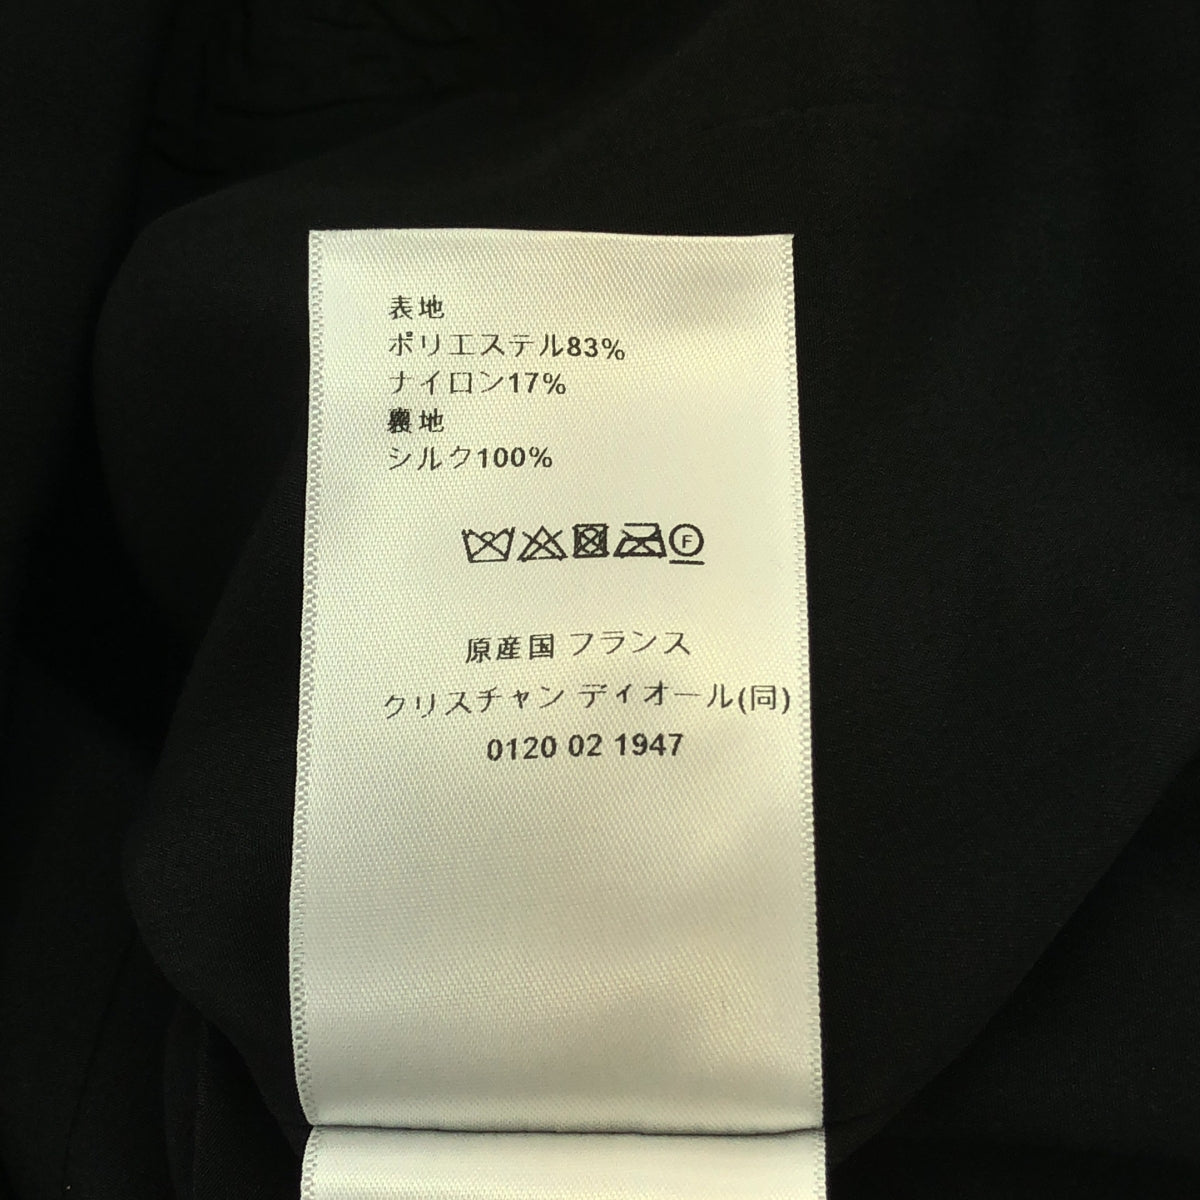 表地
ポリエステル83%
ナイロン17%
裏地
シルク100%
F
原産国 フランス
クリスチャン ディオール(同)
0120 02 1947